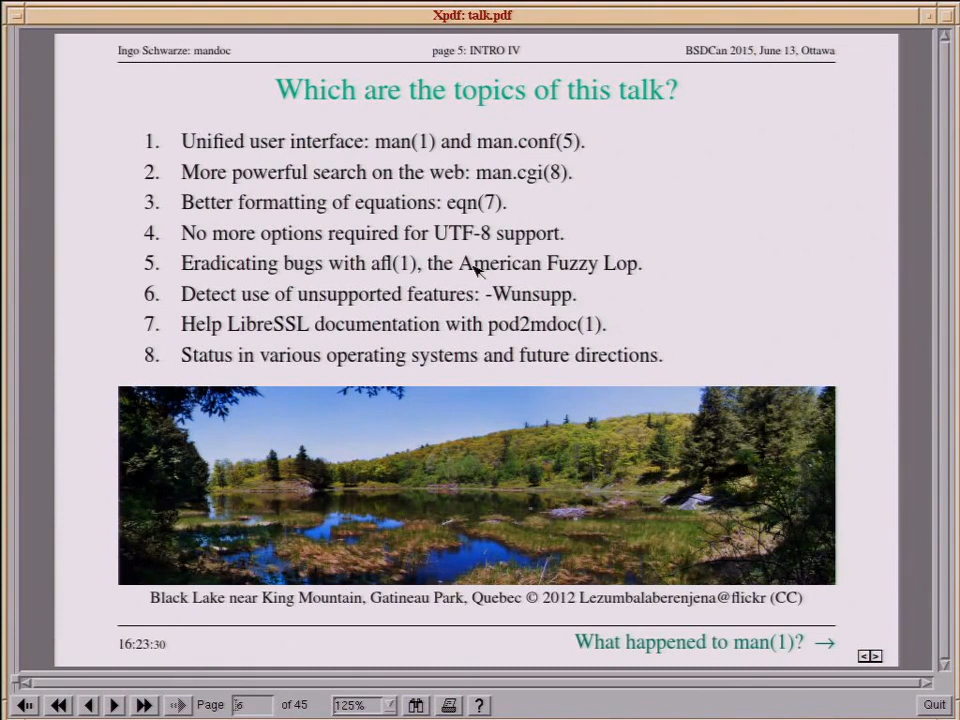 Xpdf: talk.pdf
Ingo Schwarze: mandoc page 5: INTRO IV BSDCan 2015, June 13, Ottawa
Which are the topics of this talk?
1. Unified user interface: man(1) and man.conf(5).
2. More powerful search on the web: man.cgi(8).
3. Better formatting of equations: eqn(7).
4. No more options required for UTF-8 support.
5. Eradicating bugs with afl(1), the American Fuzzy Lop.
6. Detect use of unsupported features: -Wunsupp.
7. Help LibreSSL documentation with pod2mdoc(1).
8. Status in various operating systems and future directions.
Black Lake near King Mountain, Gatineau Park, Quebec © 2012 Lezumbalaberenjena@flickr (CC)
16:23:30 What happened to man(1)? →
Page 6 of 45 125% ? Quit